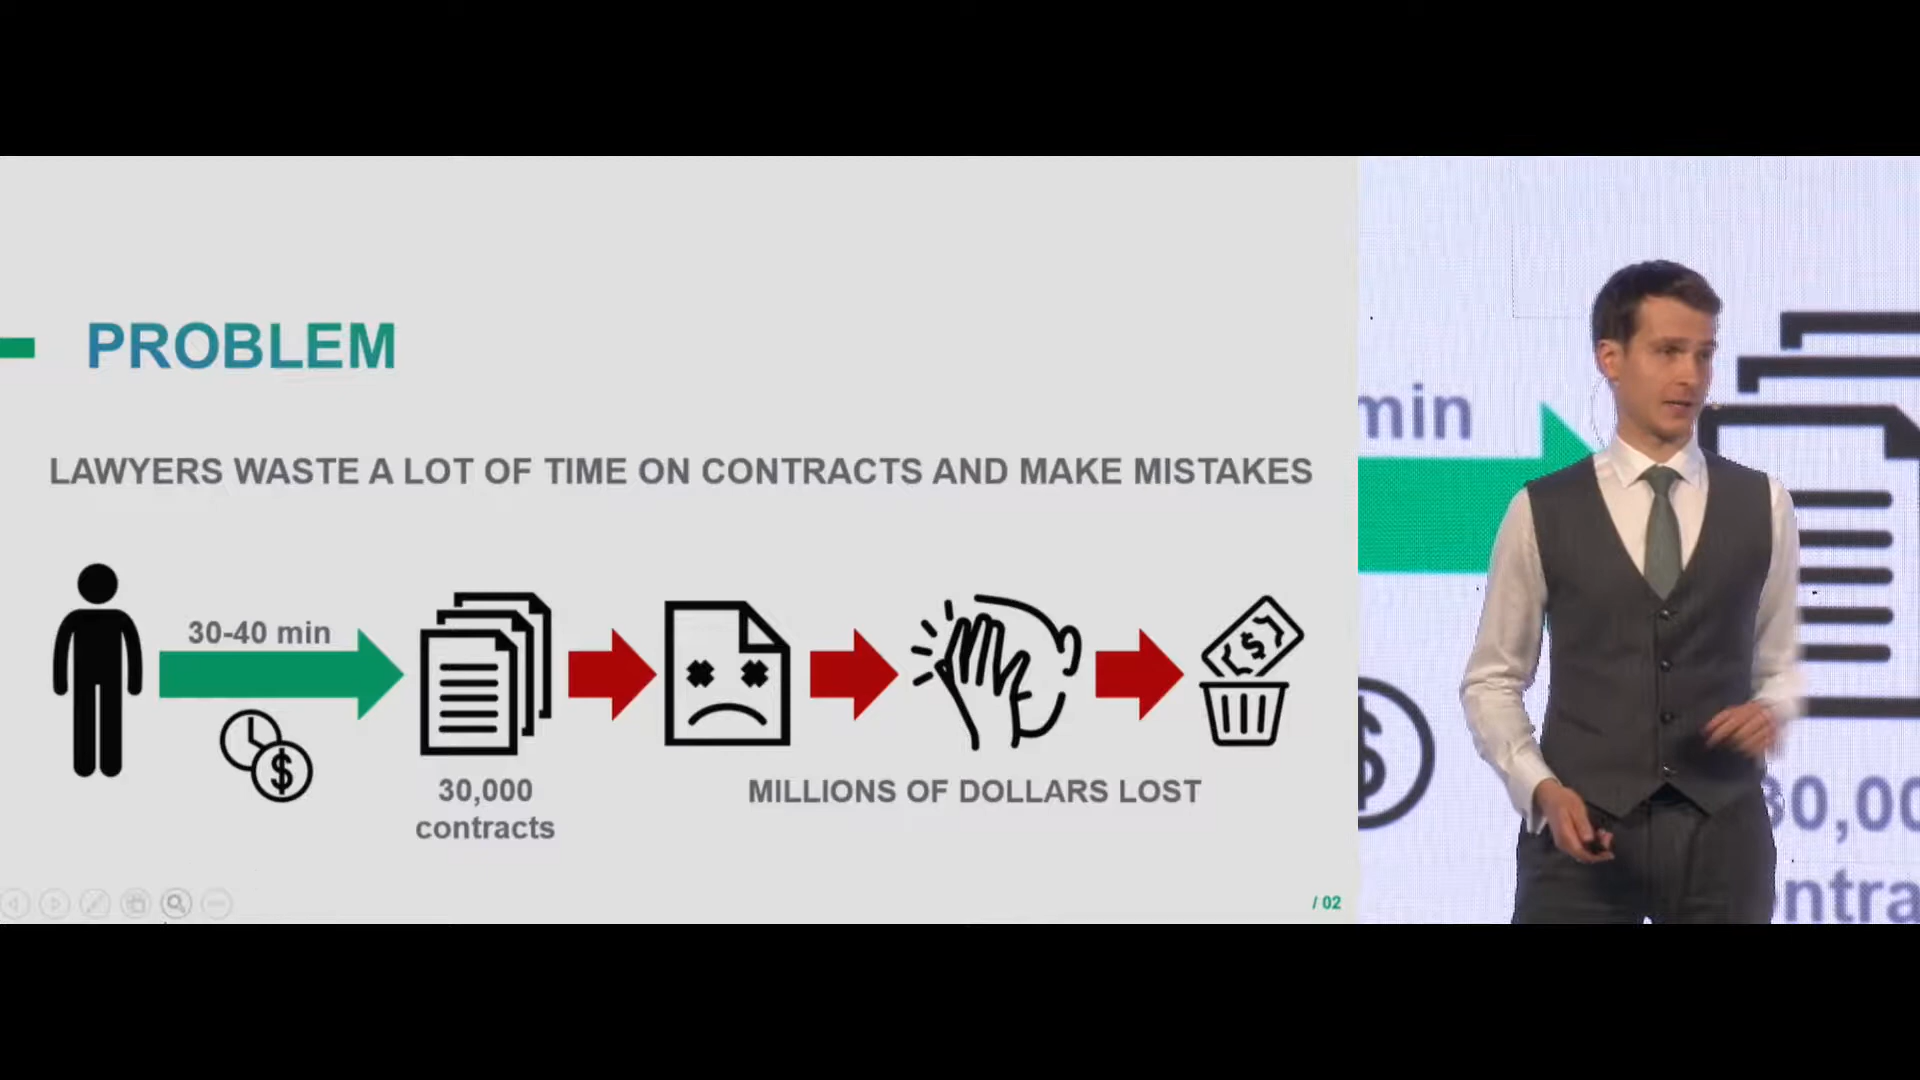 PROBLEM
LAWYERS WASTE A LOT OF TIME ON CONTRACTS AND MAKE MISTAKES
30-40 min
$
$
30,000
contracts
MILLIONS OF DOLLARS LOST
/ 02
min
$
30,00
ntra